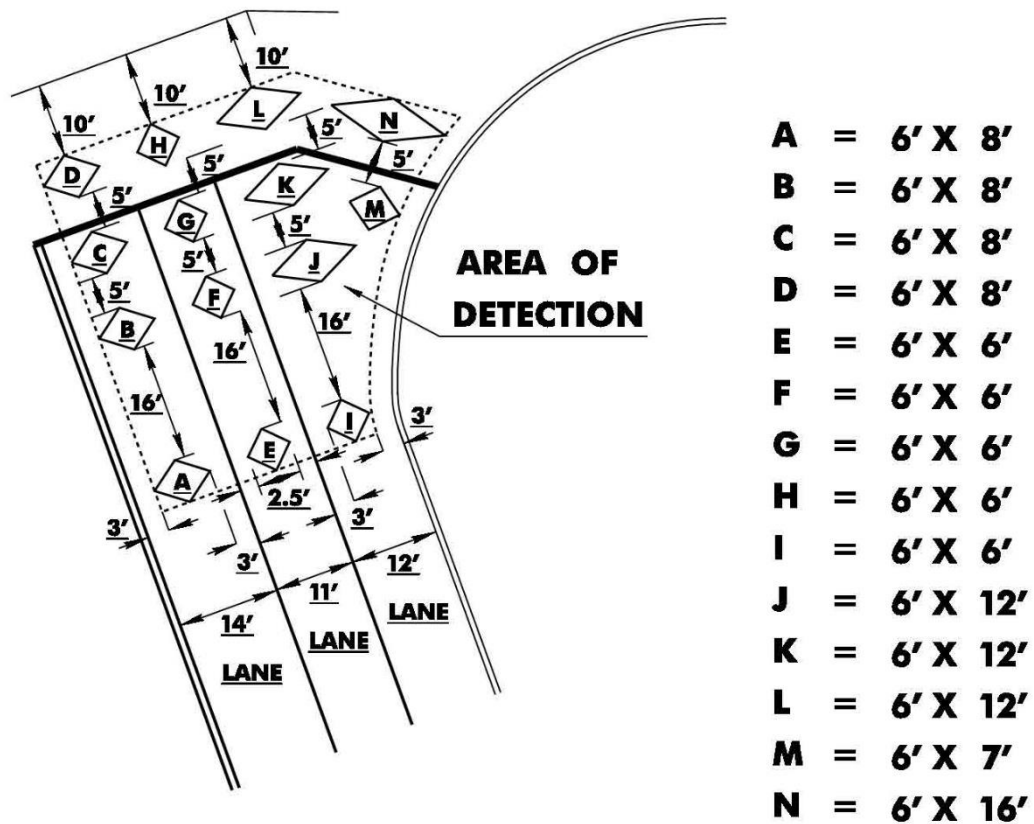 10'
10'
10'
L
N
H
D
5'
5'
5'
5'
K
M
G
C
5'
5'
5'
J
F
B
AREA OF
DETECTION
16'
16'
16'
I
E
A
3'
2.5'
3'
3'
3'
12'
11'
14'
LANE
LANE
LANE
A = 6' X 8'
B = 6' X 8'
C = 6' X 8'
D = 6' X 8'
E = 6' X 6'
F = 6' X 6'
G = 6' X 6'
H = 6' X 6'
I = 6' X 6'
J = 6' X 12'
K = 6' X 12'
L = 6' X 12'
M = 6' X 7'
N = 6' X 16'